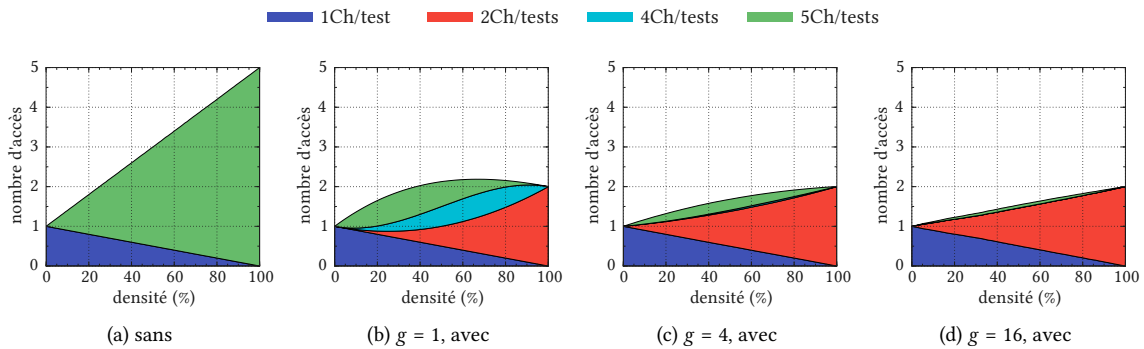 1Ch/test 2Ch/tests 4Ch/tests 5Ch/tests
nombre d'accès
5
4
3
2
1
0
0 20 40 60 80 100
densité (%)
(a) sans
nombre d'accès
5
4
3
2
1
0
0 20 40 60 80 100
densité (%)
(b) g = 1, avec
nombre d'accès
5
4
3
2
1
0
0 20 40 60 80 100
densité (%)
(c) g = 4, avec
nombre d'accès
5
4
3
2
1
0
0 20 40 60 80 100
densité (%)
(d) g = 16, avec